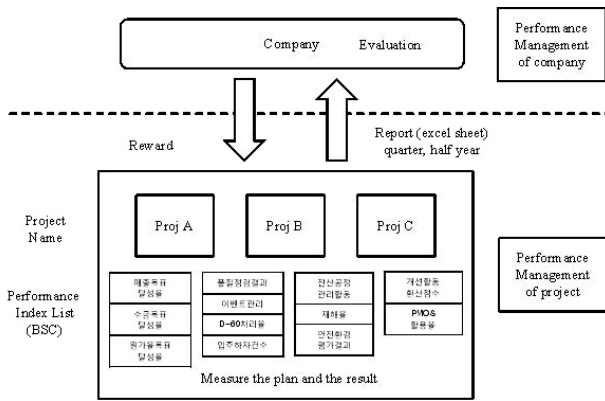 Company Evaluation
Performance
Management
of company
Reward
Report (excel sheet)
quarter, half year
Project
Name
Proj A
Proj B
Proj C
Performance
Management
of project
Performance
Index List
(BSC)
매출목표
달성율
수금목표
달성율
원가율목표
달성율
품질점검결과
이벤트관리
D-60처리율
입주하자건수
전산공정
관리활동
재해율
안전환경
평가결과
개선활동
환산점수
PMOS
활용율
Measure the plan and the result